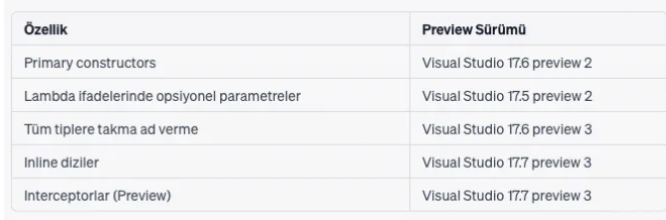 Özellik Preview Sürümü
Primary constructors Visual Studio 17.6 preview 2
Lambda ifadelerinde opsiyonel parametreler Visual Studio 17.5 preview 2
Tüm tiplere takma ad verme Visual Studio 17.6 preview 3
Inline diziler Visual Studio 17.7 preview 3
Interceptorlar (Preview) Visual Studio 17.7 preview 3